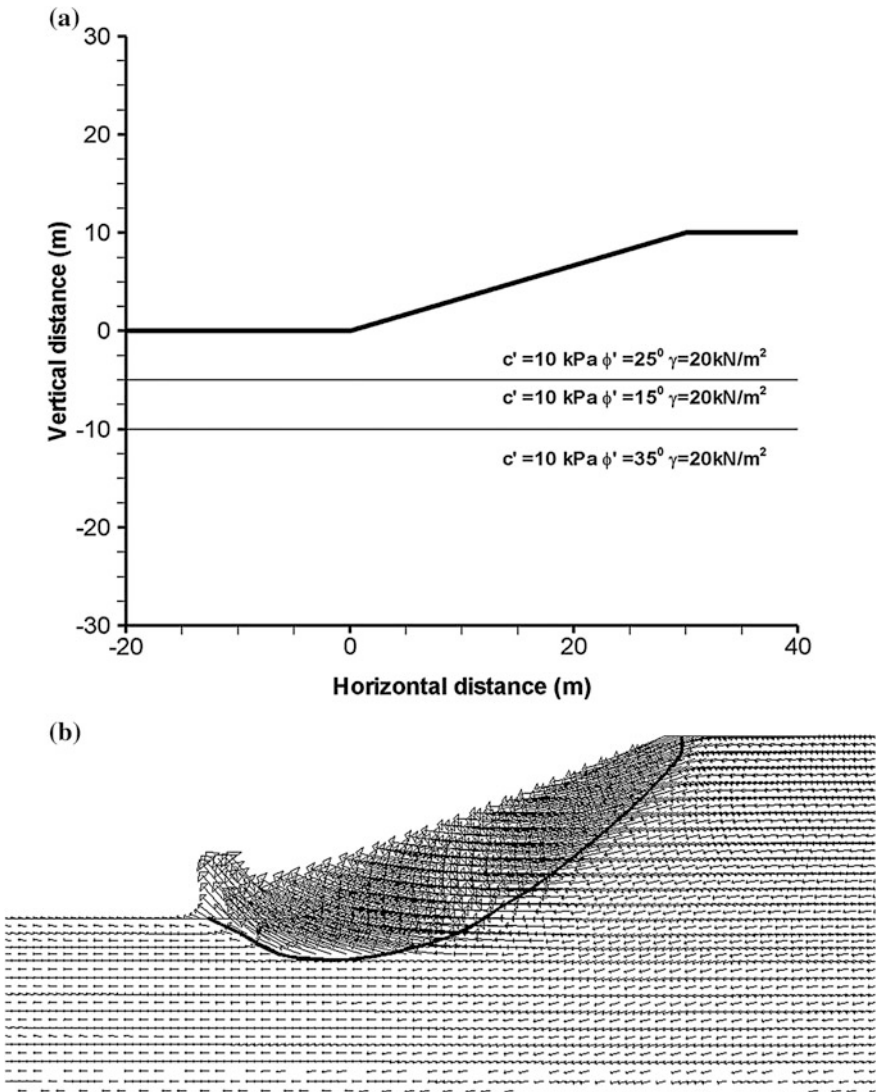 (a)
30
20
10
0
-10
-20
-30
Vertical distance (m)
c' =10 kPa ϕ' =25⁰ γ=20kN/m²
c' =10 kPa ϕ' =15⁰ γ=20kN/m²
c' =10 kPa ϕ' =35⁰ γ=20kN/m²
-20 0 20 40
Horizontal distance (m)
(b)